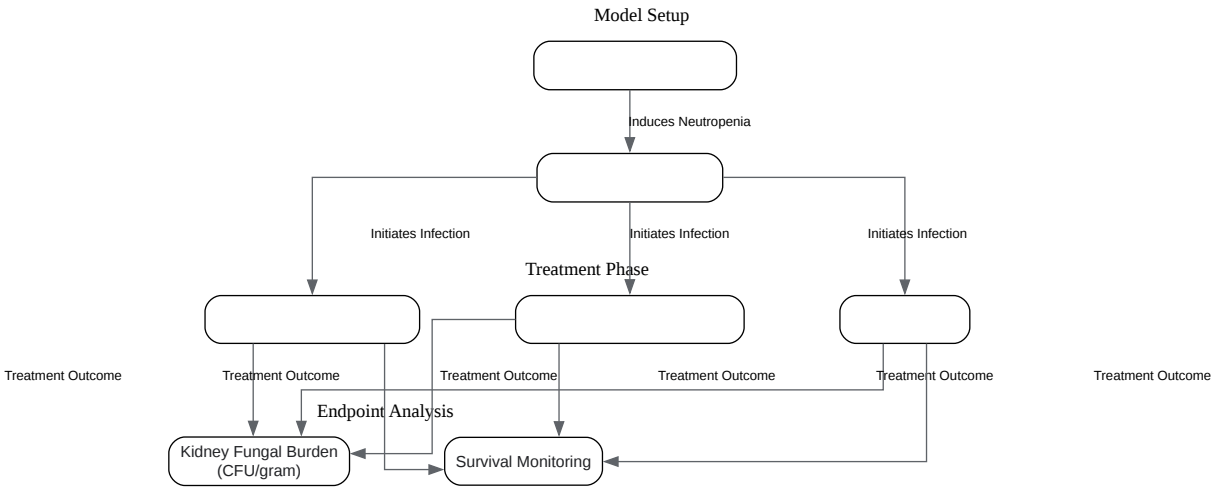 Model Setup
Induces Neutropenia
Initiates Infection
Initiates Infection
Initiates Infection
Treatment Phase
Treatment Outcome
Treatment Outcome
Treatment Outcome
Treatment Outcome
Treatment Outcome
Treatment Outcome
Endpoint Analysis
Kidney Fungal Burden
(CFU/gram)
Survival Monitoring